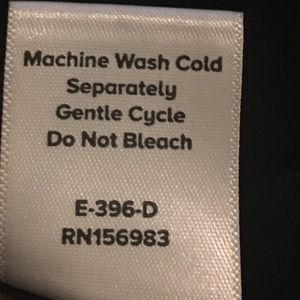 Machine Wash Cold
Separately
Gentle Cycle
Do Not Bleach
E-396-D
RN156983